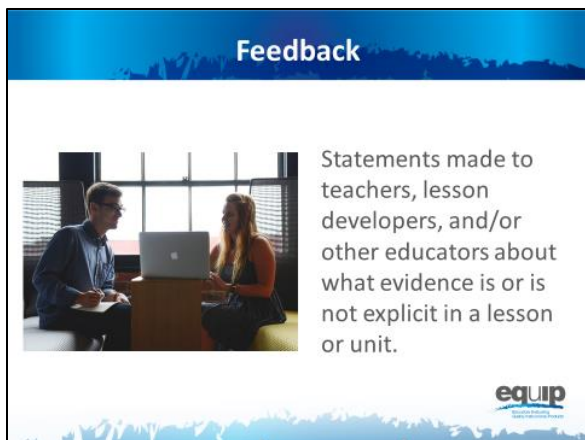 Feedback
Statements made to
teachers, lesson
developers, and/or
other educators about
what evidence is or is
not explicit in a lesson
or unit.
equip